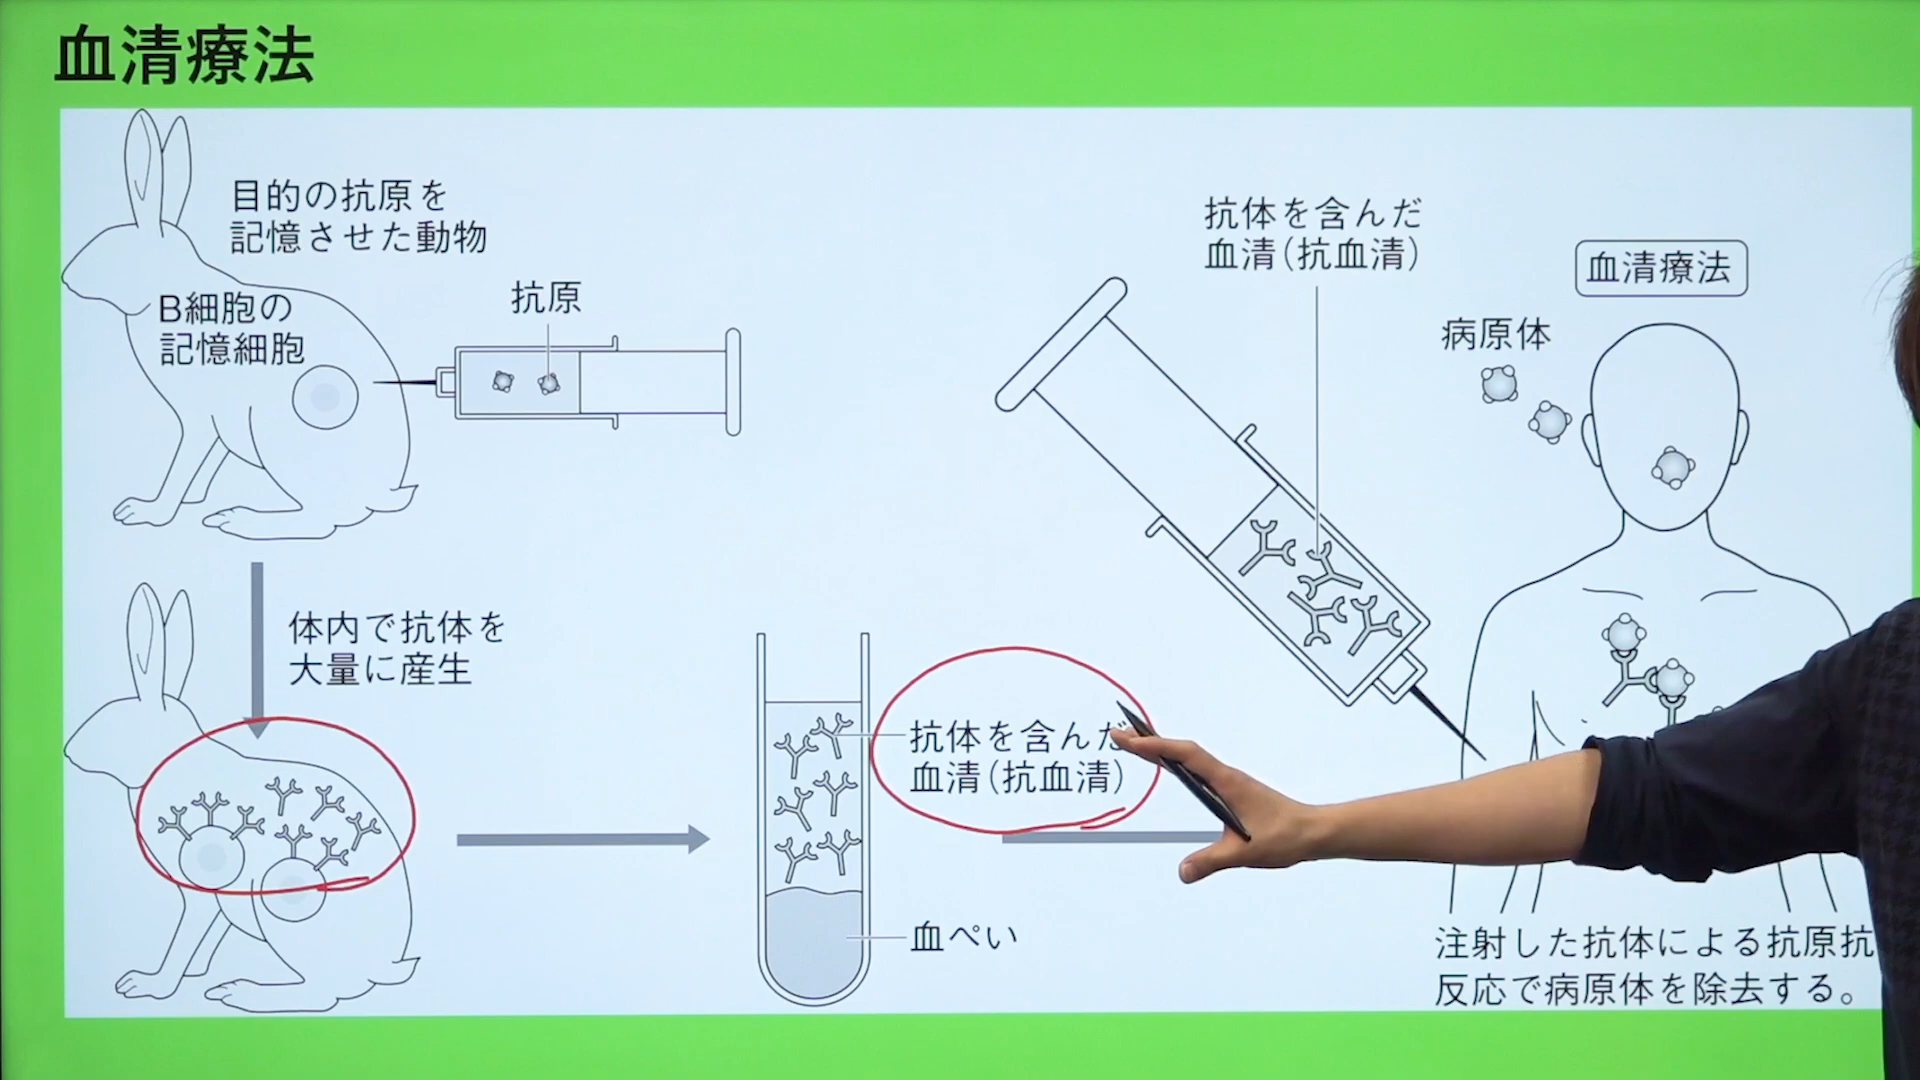 血清療法
目的の抗原を
記憶させた動物
B細胞の
記憶細胞
抗原
体内で抗体を
大量に産生
抗体を含んだ
血清(抗血清)
血ぺい
抗体を含んだ
血清(抗血清)
血清療法
病原体
注射した抗体による抗原抗
反応で病原体を除去する。